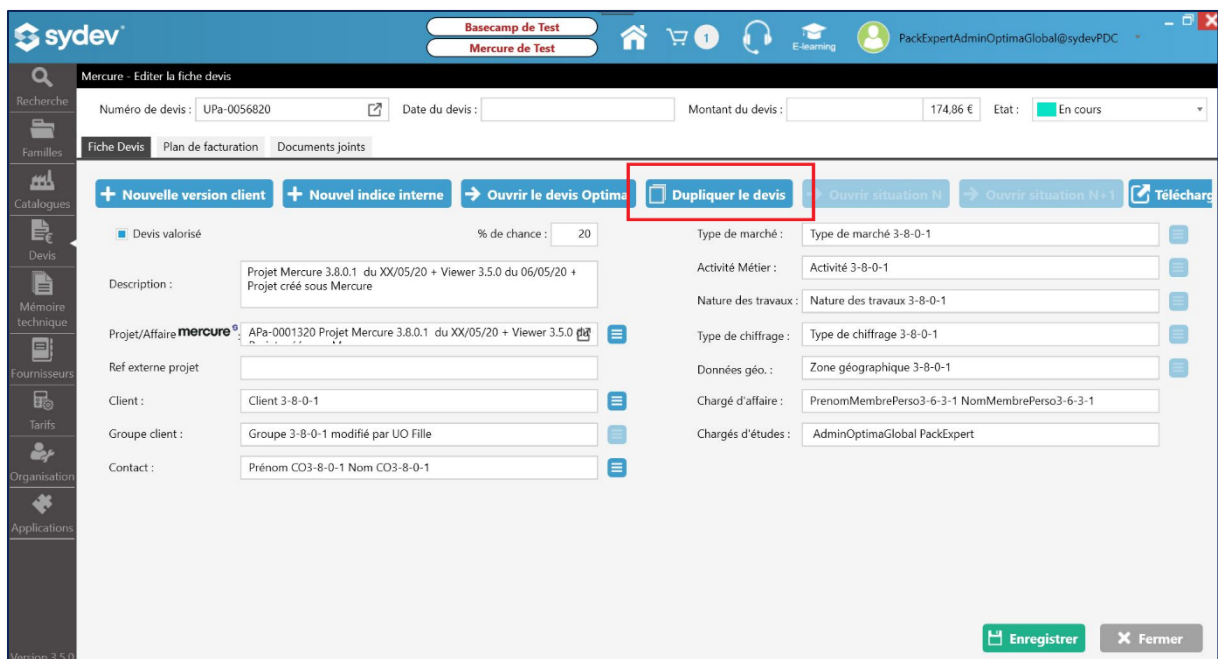 sydev
Basecamp de Test
Mercure de Test
1
E-learning
PackExpertAdminOptimaGlobal@sydevPDC
Recherche
Familles
Catalogues
Devis
Mémoire
technique
Fournisseurs
Tarifs
Organisation
Applications
Version 3.5.0
Mercure - Editer la fiche devis
Numéro de devis : UPa-0056820 Date du devis : Montant du devis : 174,86 € Etat : En cours
Fiche Devis Plan de facturation Documents joints
Nouvelle version client Nouvel indice interne Ouvrir le devis Optima Dupliquer le devis Ouvrir situation N Ouvrir situation N+1 Télécharg
Devis valorisé % de chance : 20
Description : Projet Mercure 3.8.0.1 du XX/05/20 + Viewer 3.5.0 du 06/05/20 +
Projet créé sous Mercure
Projet/Affaire mercure : APa-0001320 Projet Mercure 3.8.0.1 du XX/05/20 + Viewer 3.5.0 du
Ref externe projet
Client : Client 3-8-0-1
Groupe client : Groupe 3-8-0-1 modifié par UO Fille
Contact : Prénom CO3-8-0-1 Nom CO3-8-0-1
Type de marché : Type de marché 3-8-0-1
Activité Métier : Activité 3-8-0-1
Nature des travaux : Nature des travaux 3-8-0-1
Type de chiffrage : Type de chiffrage 3-8-0-1
Données géo. : Zone géographique 3-8-0-1
Chargé d'affaire : PrenomMembrePerso3-6-3-1 NomMembrePerso3-6-3-1
Chargés d'études : AdminOptimaGlobal PackExpert
Enregistrer Fermer